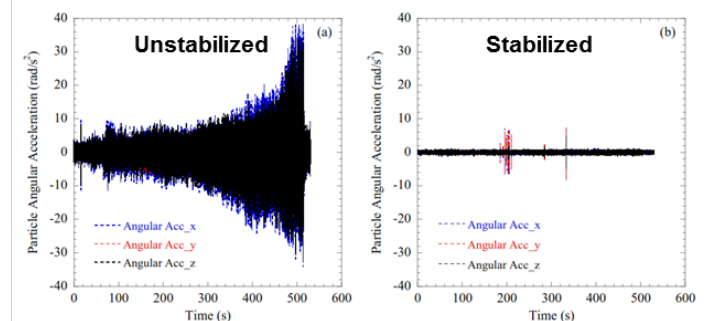 Unstabilized
(a)
Particle Angular Acceleration (rad/s²)
40
30
20
10
0
-10
-20
-30
-40
Angular Acc_x
Angular Acc_y
Angular Acc_z
0 100 200 300 400 500 600
Time (s)
Stabilized
(b)
Particle Angular Acceleration (rad/s²)
40
30
20
10
0
-10
-20
-30
-40
Angular Acc_x
Angular Acc_y
Angular Acc_z
0 100 200 300 400 500 600
Time (s)